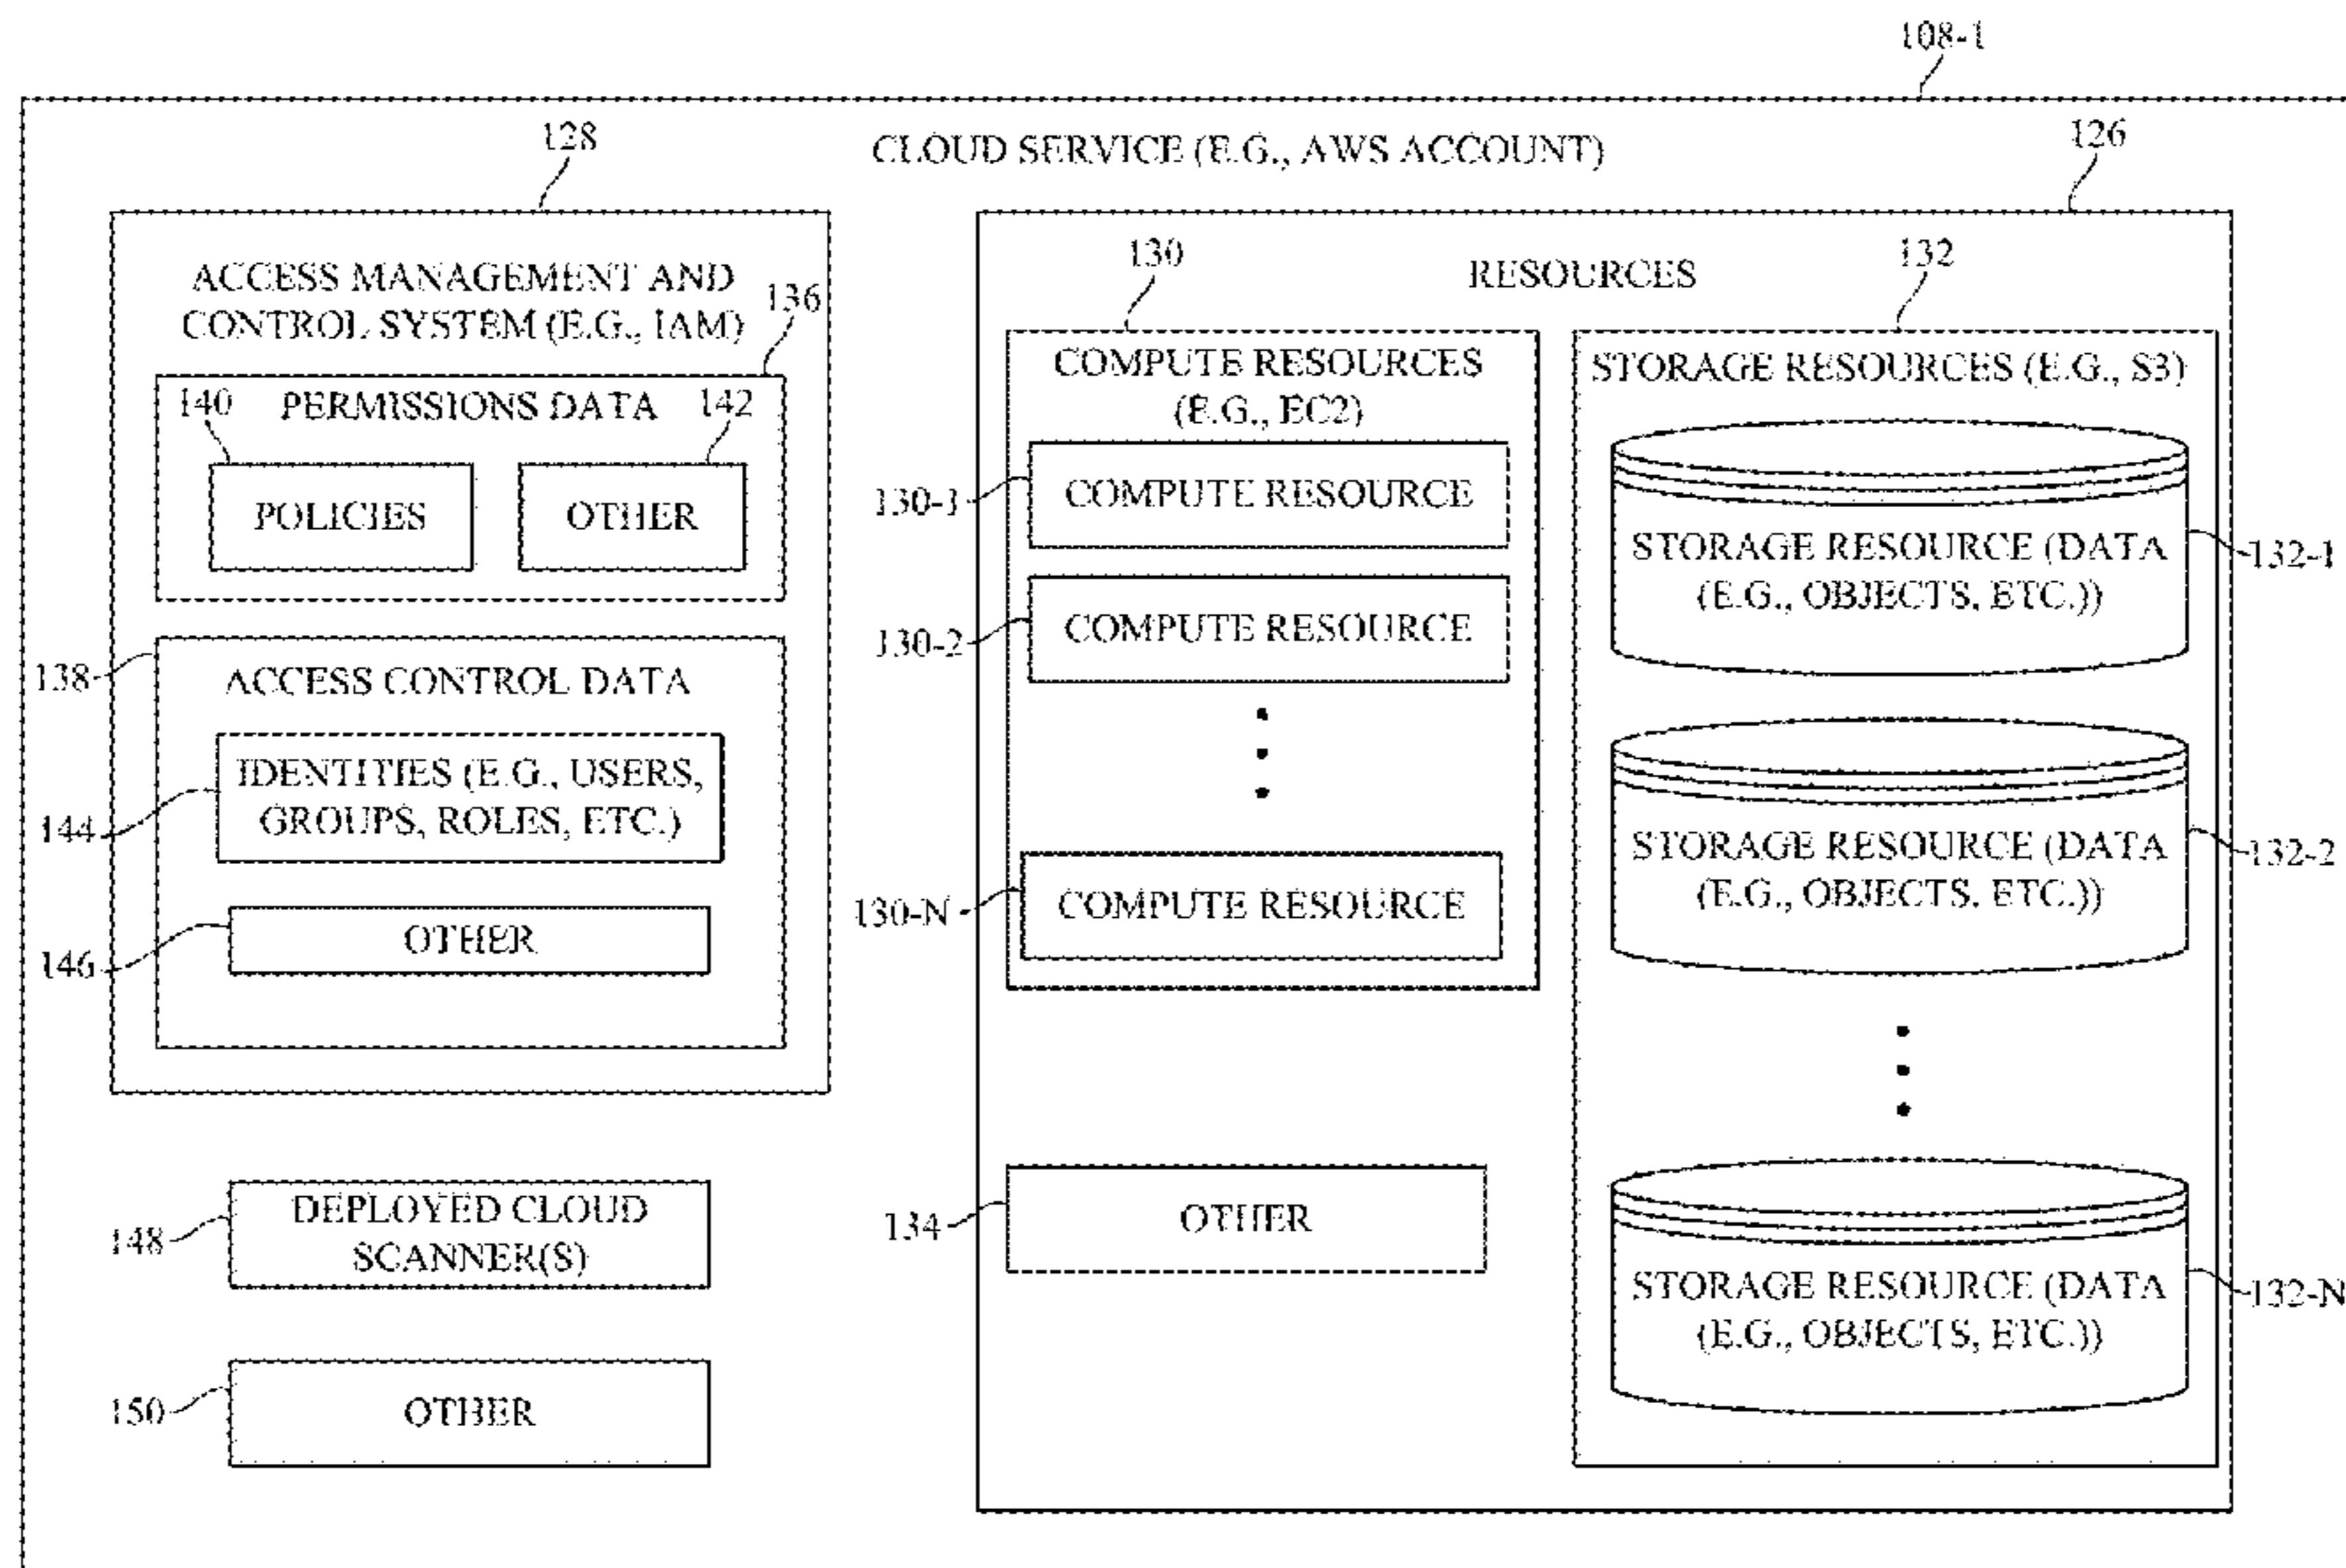 108-1
CLOUD SERVICE (E.G., AWS ACCOUNT)
128
126
ACCESS MANAGEMENT AND
CONTROL SYSTEM (E.G., IAM)
136
PERMISSIONS DATA
140
142
POLICIES
OTHER
138
ACCESS CONTROL DATA
IDENTITIES (E.G., USERS,
GROUPS, ROLES, ETC.)
144
OTHER
146
DEPLOYED CLOUD
SCANNER(S)
148
OTHER
150
RESOURCES
130
COMPUTE RESOURCES
(E.G., EC2)
130-1
COMPUTE RESOURCE
130-2
COMPUTE RESOURCE
130-N
COMPUTE RESOURCE
134
OTHER
132
STORAGE RESOURCES (E.G., S3)
STORAGE RESOURCE (DATA
(E.G., OBJECTS, ETC.))
132-1
STORAGE RESOURCE (DATA
(E.G., OBJECTS, ETC.))
132-2
STORAGE RESOURCE (DATA
(E.G., OBJECTS, ETC.))
132-N